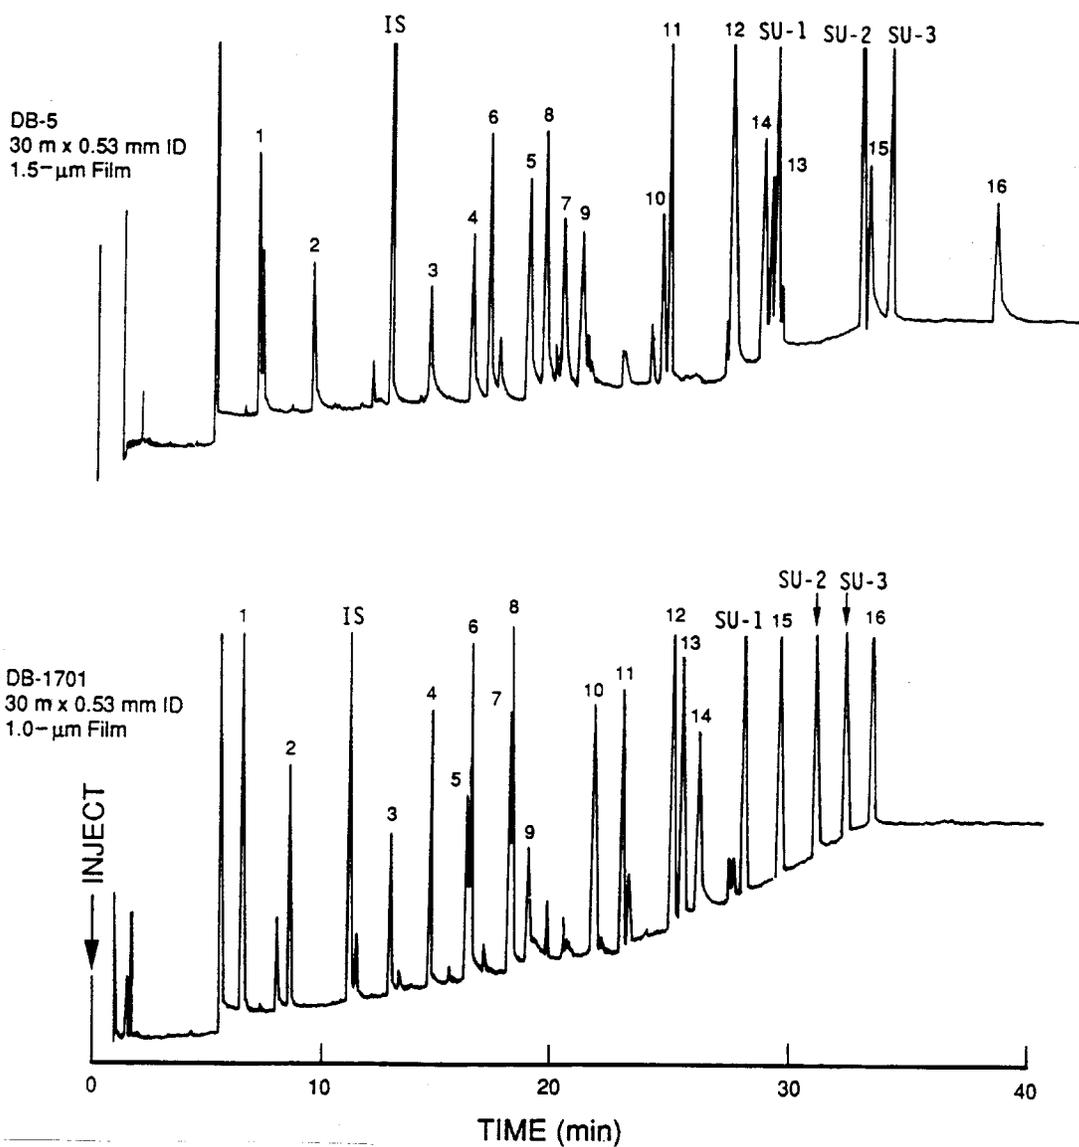 IS
11
12
SU-1
SU-2
SU-3
DB-5
30 m x 0.53 mm ID
1.5-μm Film
1
2
3
4
6
5
8
7
9
10
14
13
15
16
SU-2
SU-3
1
IS
6
8
12
SU-1
15
16
DB-1701
30 m x 0.53 mm ID
1.0-μm Film
2
3
4
5
7
9
10
11
13
14
INJECT
0
10
20
30
40
TIME (min)